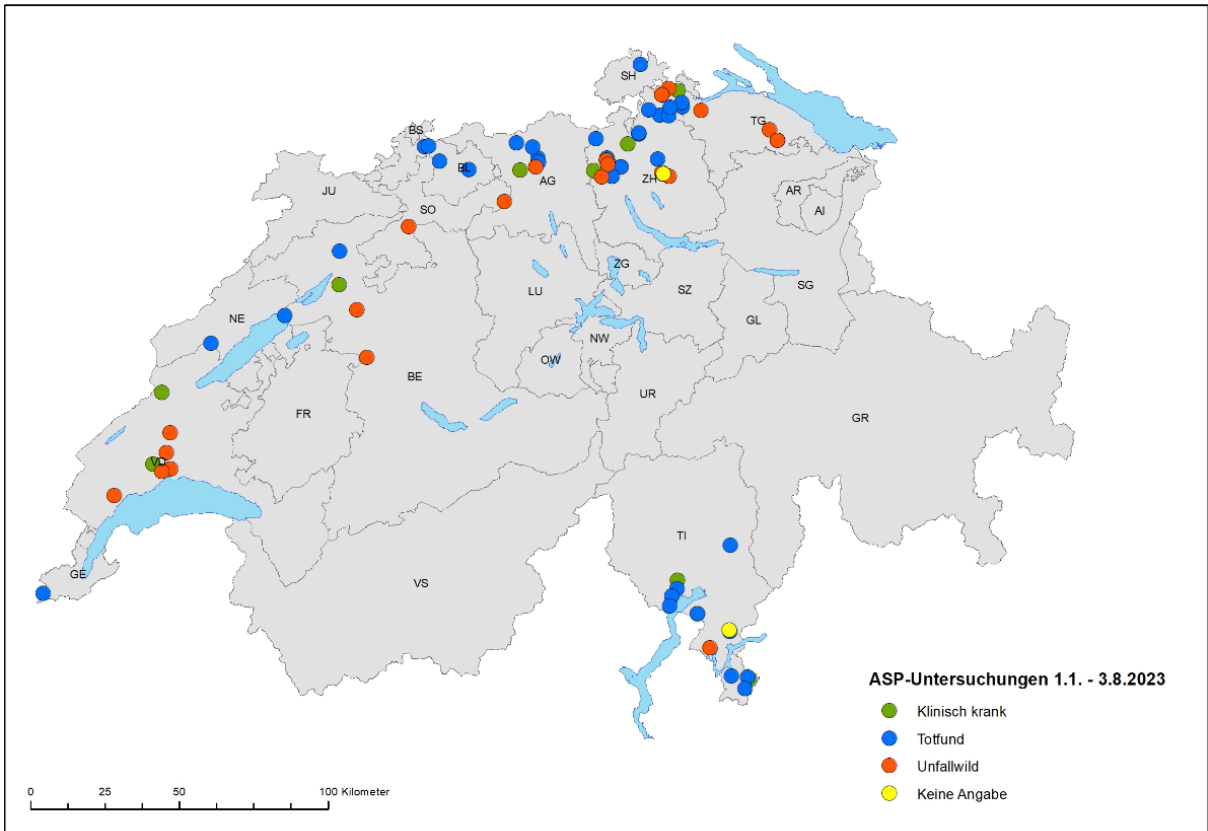 SH
BS
TG
BL
AG
ZH
JU
AR
AI
SO
ZG
LU
SZ
SG
NE
GL
NW
OW
BE
UR
FR
GR
VD
TI
GE
VS
ASP-Untersuchungen 1.1. - 3.8.2023
Klinisch krank
Totfund
Unfallwild
Keine Angabe
0 25 50 100 Kilometer